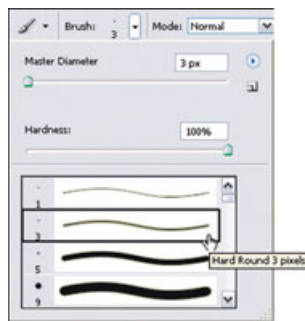 Brush: 3 Mode: Normal
Master Diameter 3 px
Hardness: 100%
1
3
5
Hard Round 3 pixels
9